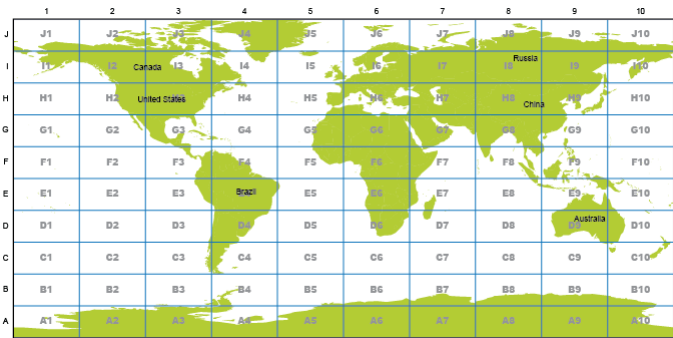 1 2 3 4 5 6 7 8 9 10
J J1 J2 J3 J4 J5 J6 J7 J8 J9 J10
Russia
I I1 I2 I3 I4 I5 I6 I7 I8 I9 I10
Canada
H H1 H2 H3 H4 H5 H6 H7 H8 H9 H10
United States
China
G G1 G2 G3 G4 G5 G6 G7 G8 G9 G10
F F1 F2 F3 F4 F5 F6 F7 F8 F9 F10
E E1 E2 E3 Brazil E5 E6 E7 E8 E9 E10
Australia
D D1 D2 D3 D4 D5 D6 D7 D8 D9 D10
C C1 C2 C3 C4 C5 C6 C7 C8 C9 C10
B B1 B2 B3 B4 B5 B6 B7 B8 B9 B10
A A1 A2 A3 A4 A5 A6 A7 A8 A9 A10